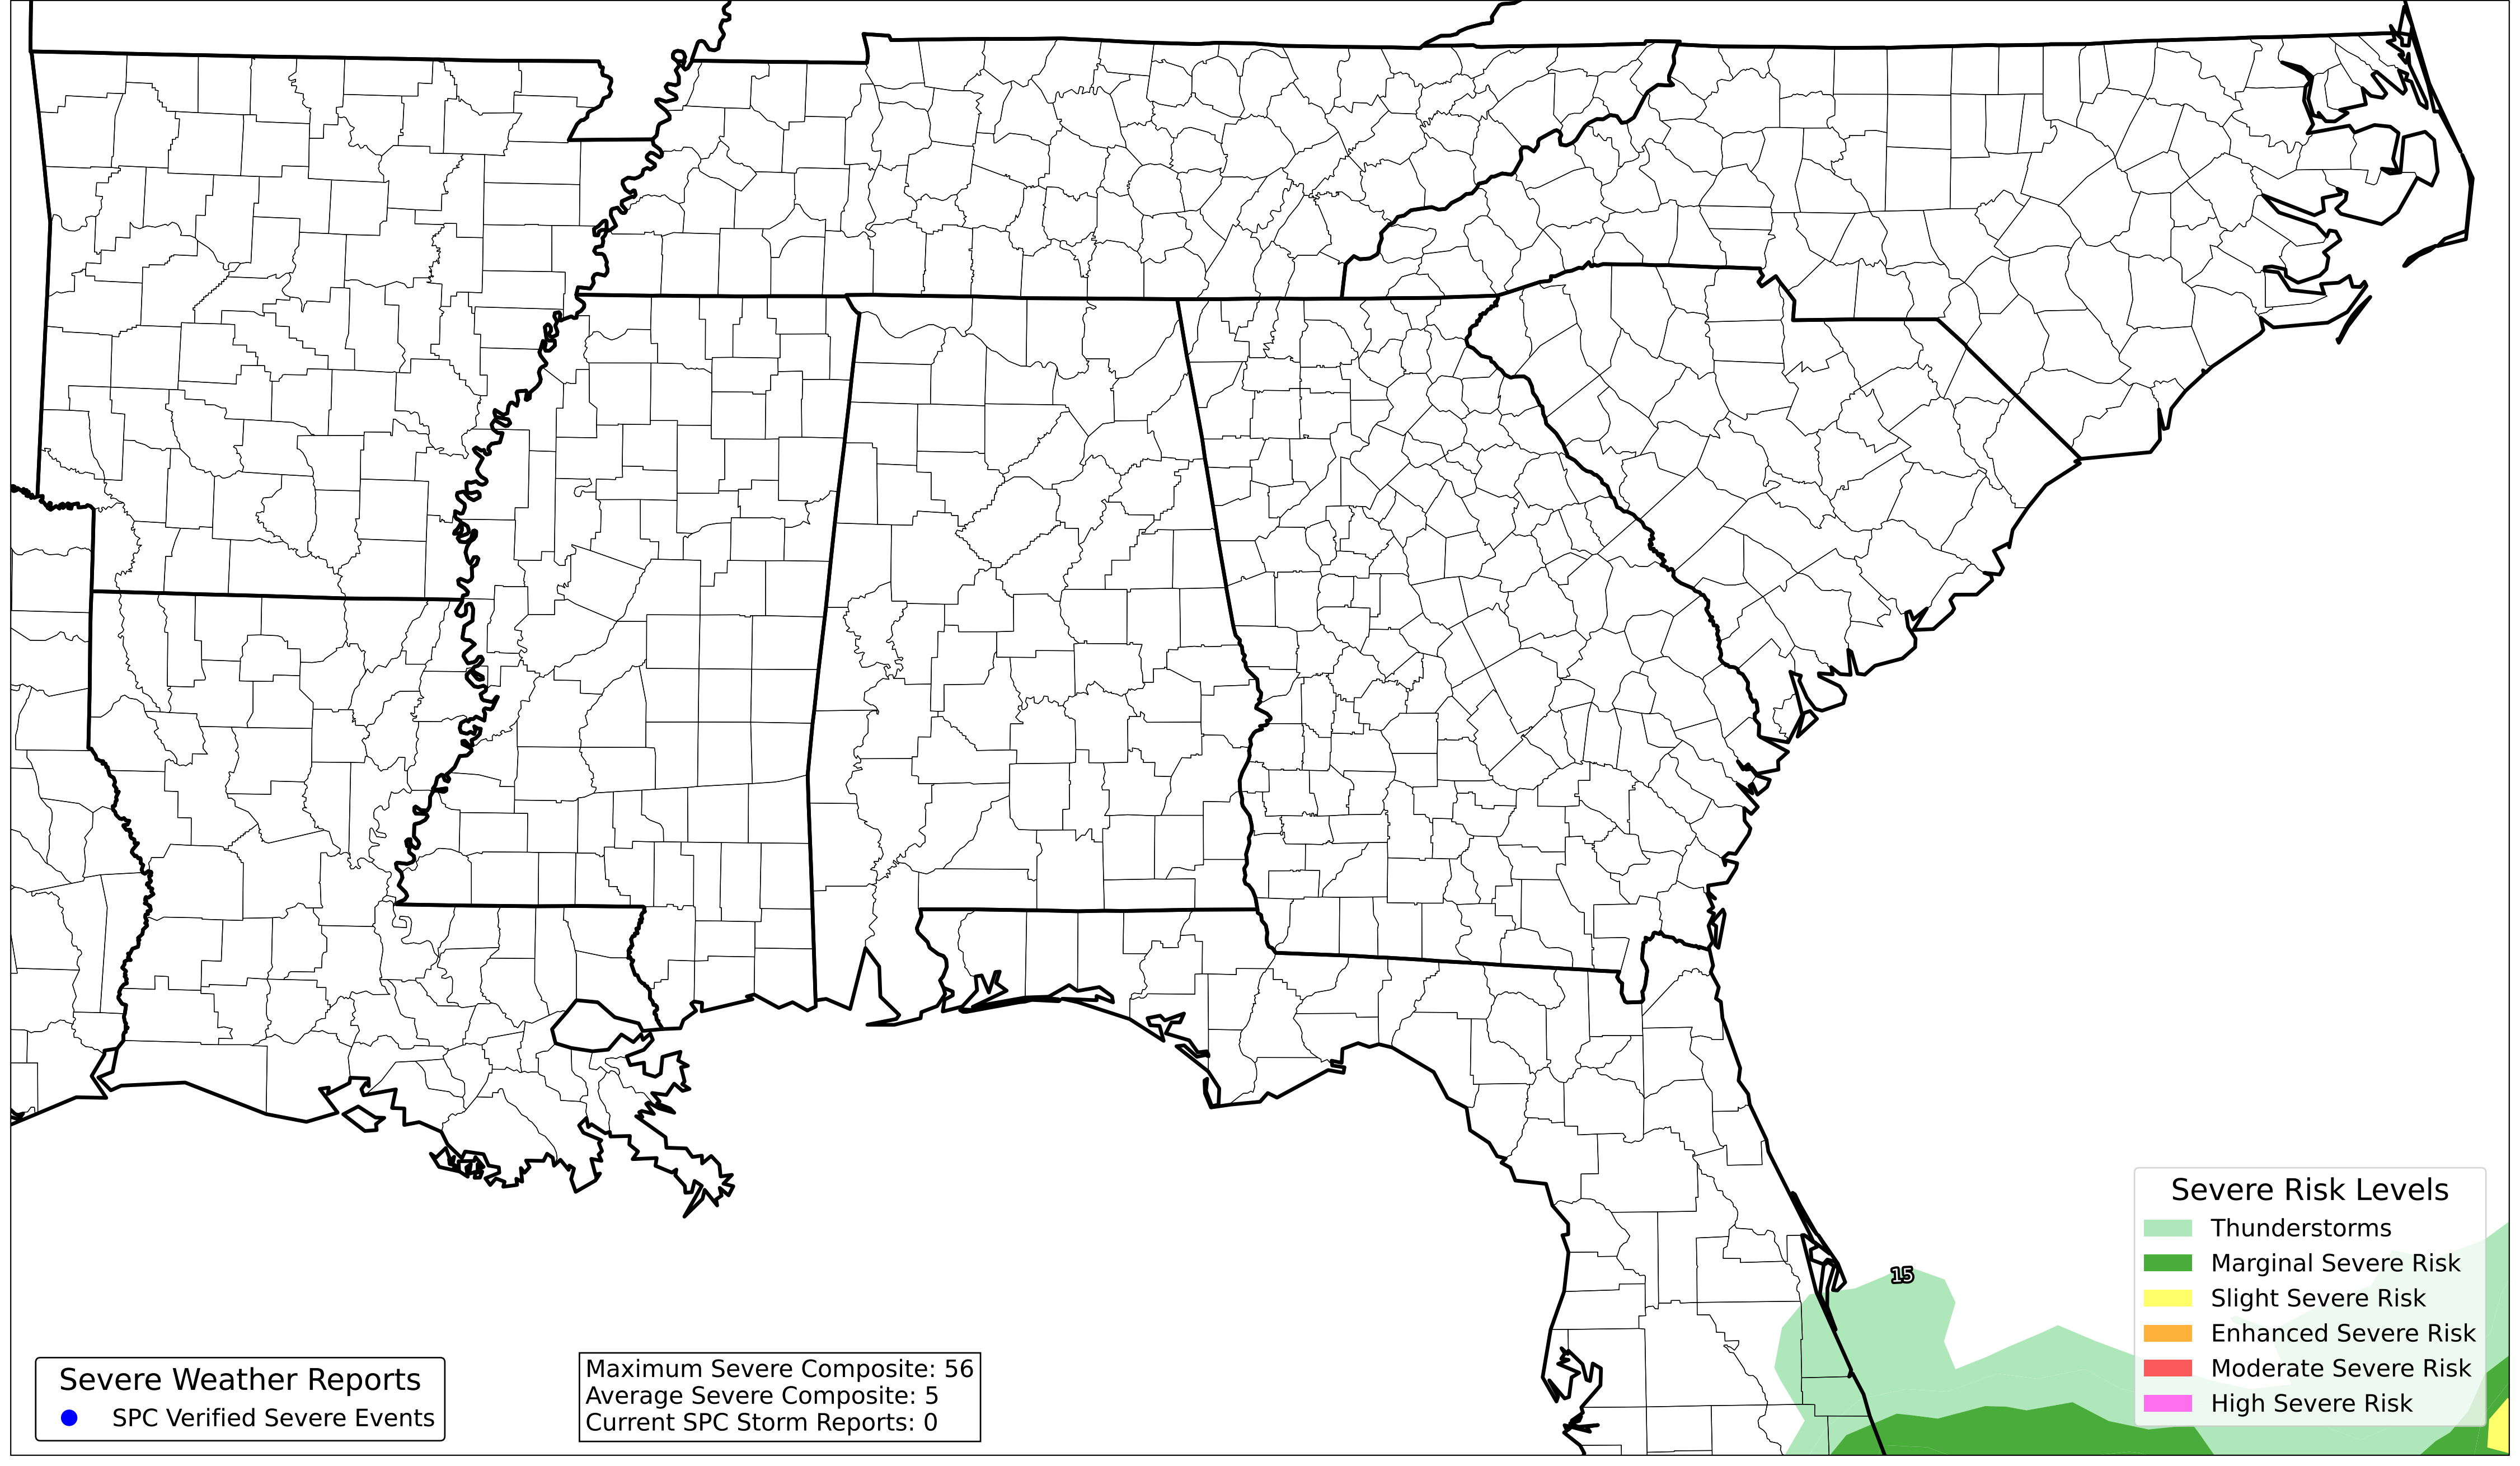 15
Severe Risk Levels
Thunderstorms
Marginal Severe Risk
Slight Severe Risk
Enhanced Severe Risk
Moderate Severe Risk
High Severe Risk
Severe Weather Reports
SPC Verified Severe Events
Maximum Severe Composite: 56
Average Severe Composite: 5
Current SPC Storm Reports: 0